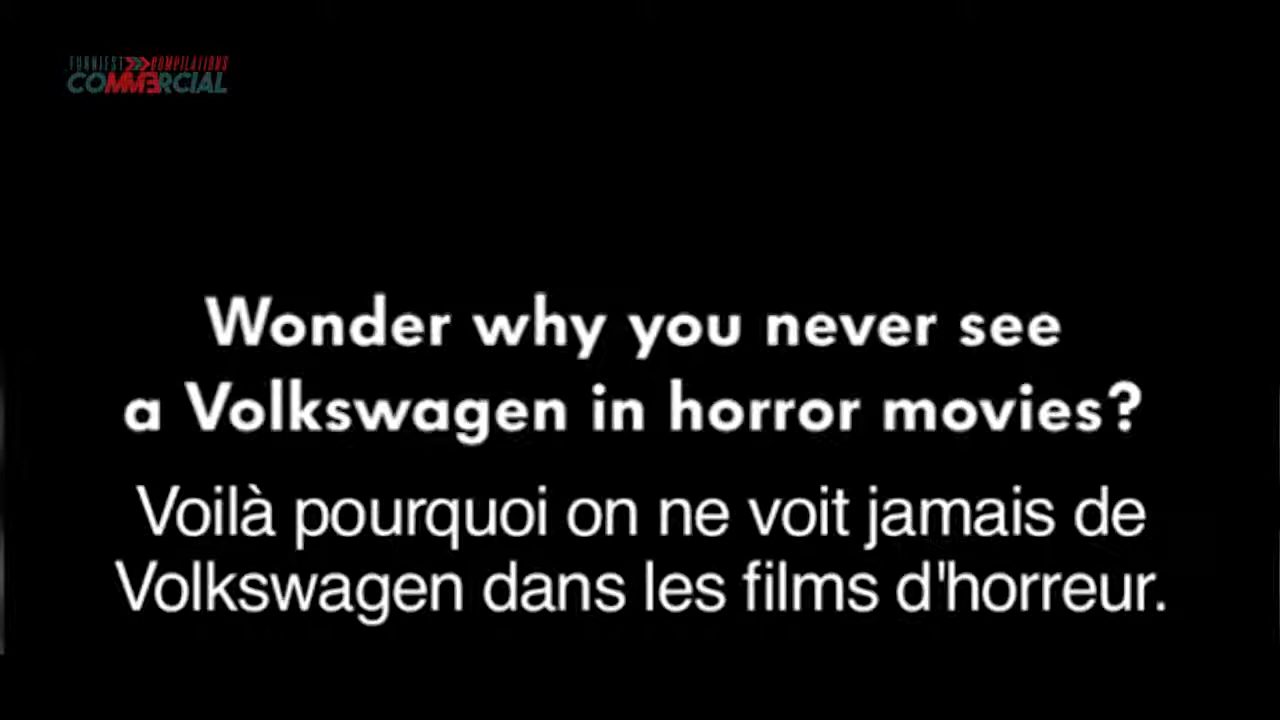 FUNNIEST COMPILATIONS
COMMERCIAL
Wonder why you never see
a Volkswagen in horror movies?
Voilà pourquoi on ne voit jamais de
Volkswagen dans les films d'horreur.